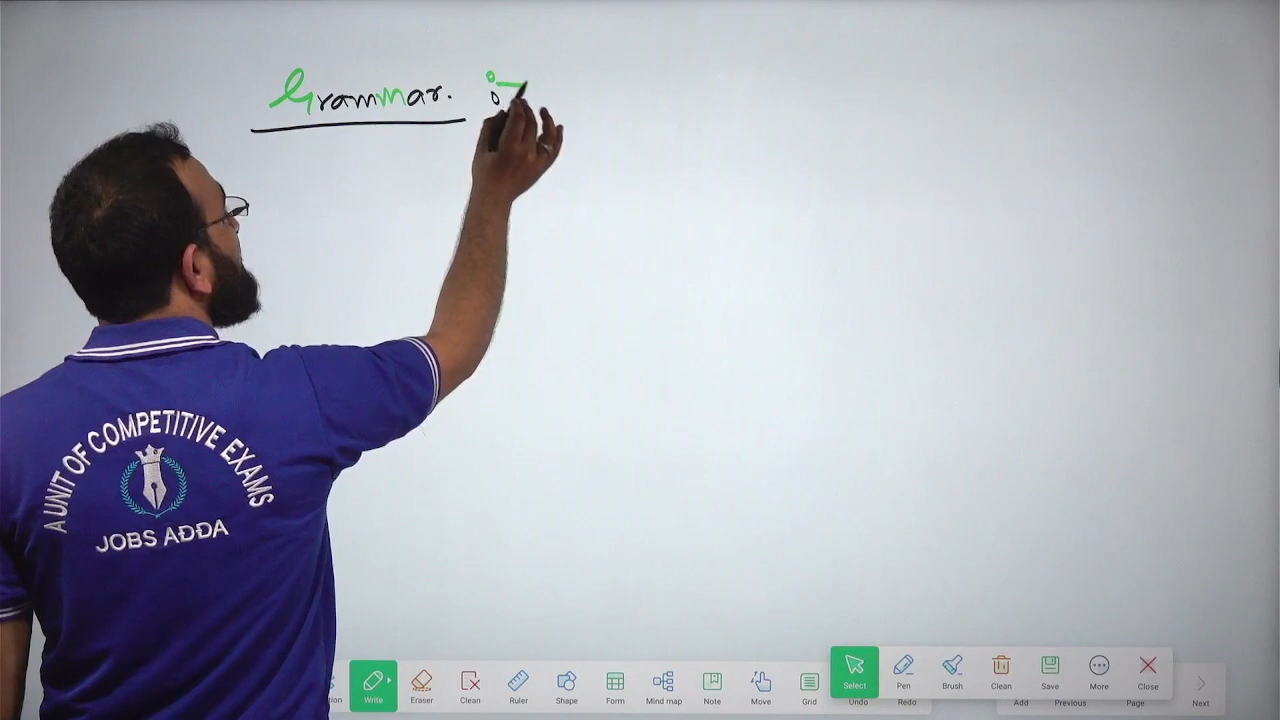 Grammar. :-
A UNIT OF COMPETITIVE EXAMS
JOBS ADDA
Write
Eraser
Clean
Ruler
Shape
Form
Mind map
Note
Move
Grid
Select
Pen
Brush
Clean
Save
More
Close
Undo
Redo
Add
Previous
Page
Next